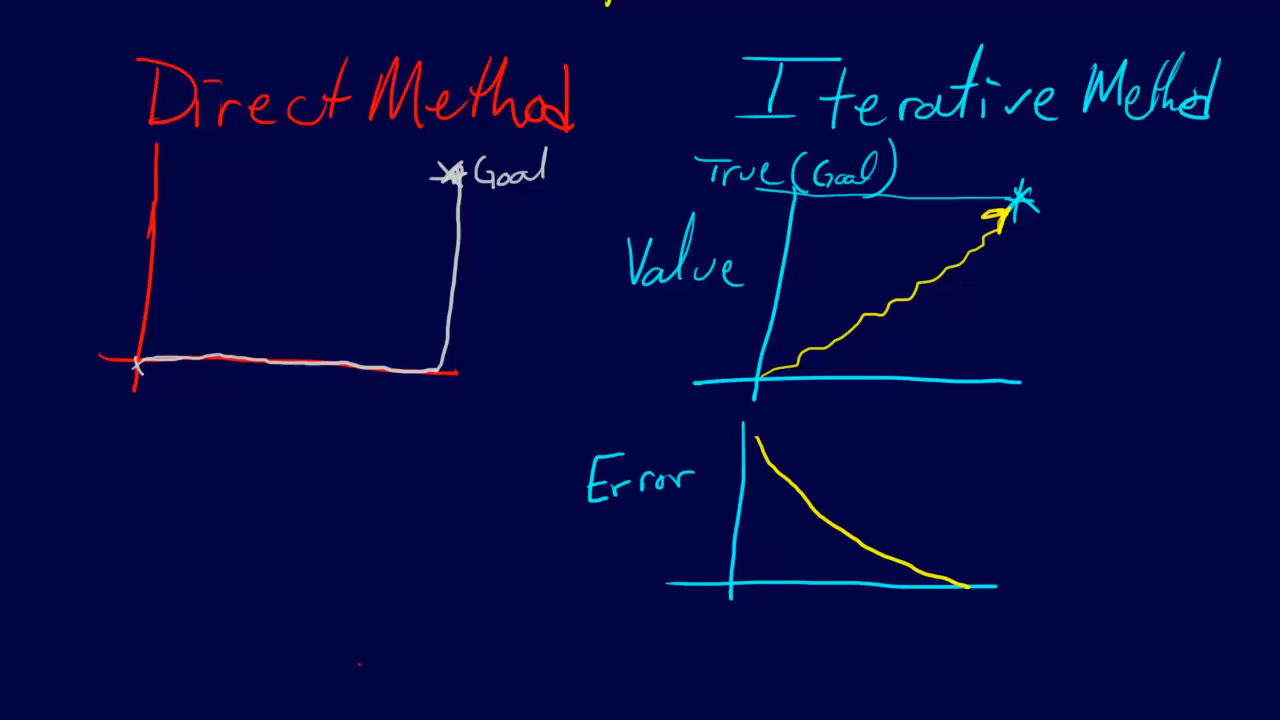 Direct Method
Goal
Iterative Method
True (Goal)
Value
Error